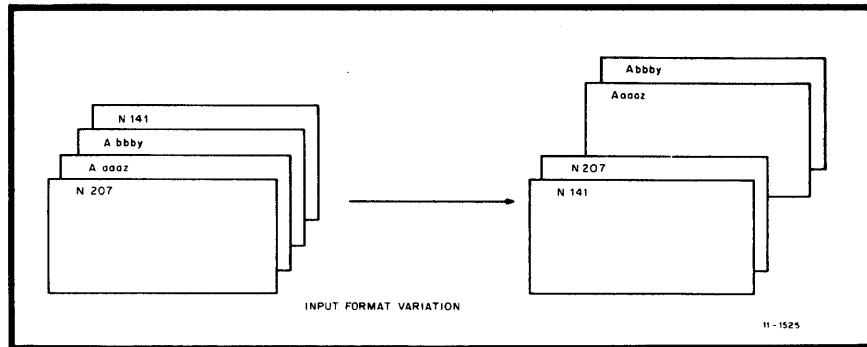 N 141
A bbby
A aaaz
N 207
Abbby
Aaaaz
N 207
N 141
INPUT FORMAT VARIATION
11-1525